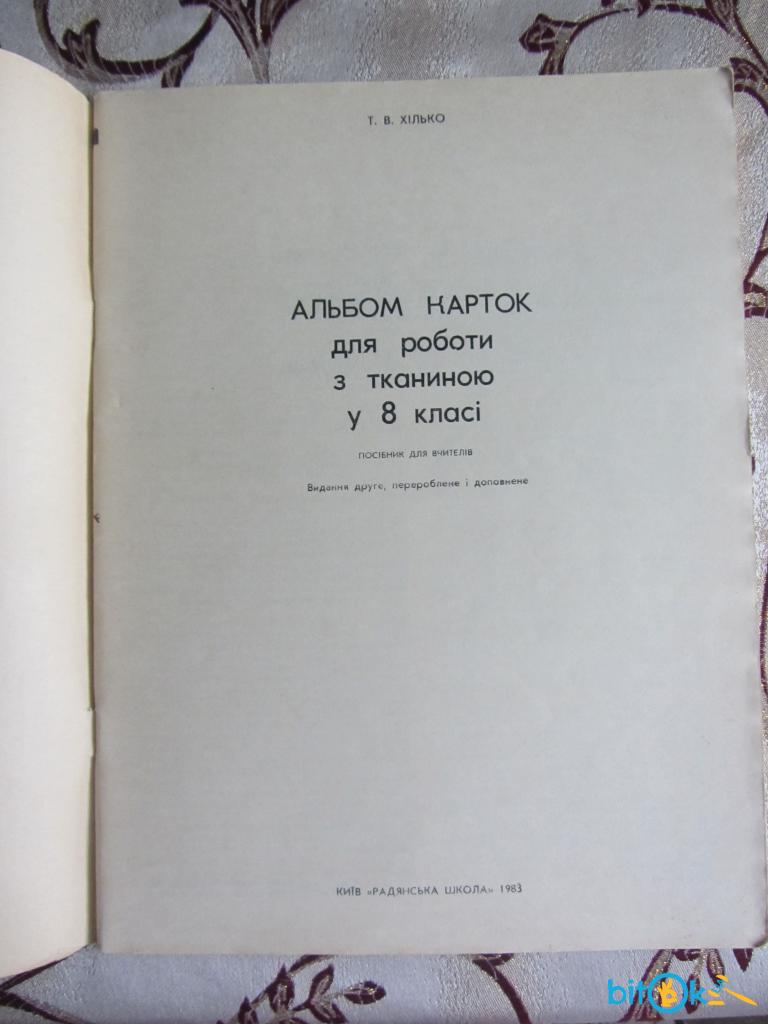 Т. В. ХІЛЬКО
АЛЬБОМ КАРТОК
для роботи
з тканиною
у 8 класі
ПОСІБНИК ДЛЯ ВЧИТЕЛІВ
Видання друге, перероблене і доповнене
КИЇВ «РАДЯНСЬКА ШКОЛА» 1983
bitOk